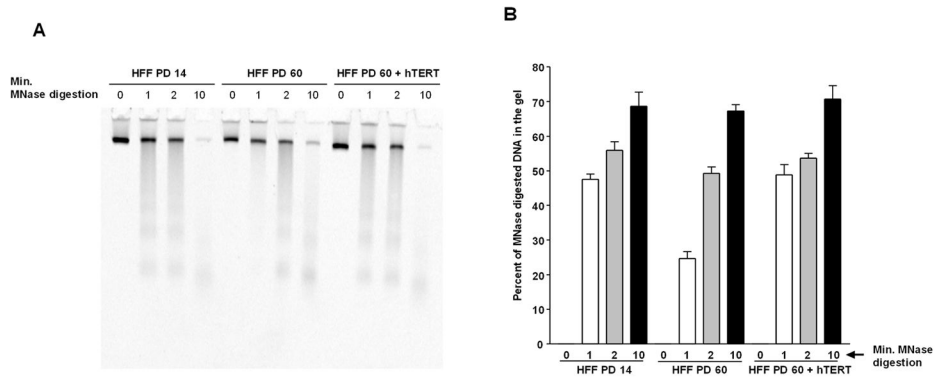 A
HFF PD 14 HFF PD 60 HFF PD 60 + hTERT
Min.
MNase digestion 0 1 2 10 0 1 2 10 0 1 2 10
B
Percent of MNase digested DNA in the gel
80
70
60
50
40
30
20
10
0
0 1 2 10 0 1 2 10 0 1 2 10
HFF PD 14 HFF PD 60 HFF PD 60 + hTERT
Min. MNase
digestion